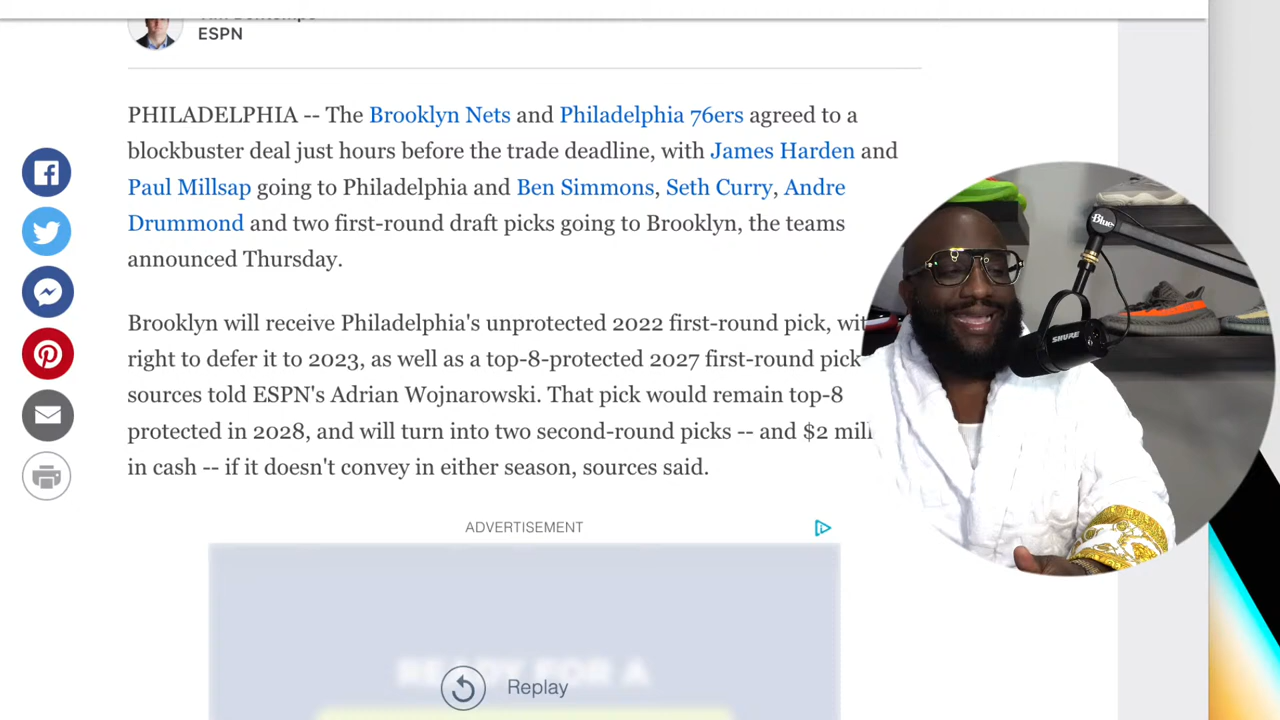 ESPN
PHILADELPHIA -- The Brooklyn Nets and Philadelphia 76ers agreed to a
blockbuster deal just hours before the trade deadline, with James Harden and
Paul Millsap going to Philadelphia and Ben Simmons, Seth Curry, Andre
Drummond and two first-round draft picks going to Brooklyn, the teams
announced Thursday.
Brooklyn will receive Philadelphia's unprotected 2022 first-round pick,
right to defer it to 2023, as well as a top-8-protected 2027 first-round pick
sources told ESPN's Adrian Wojnarowski. That pick would remain top-8
protected in 2028, and will turn into two second-round picks -- and $2
in cash -- if it doesn't convey in either season, sources said.
ADVERTISEMENT
READY FOR A
Replay
Blue
SHURE